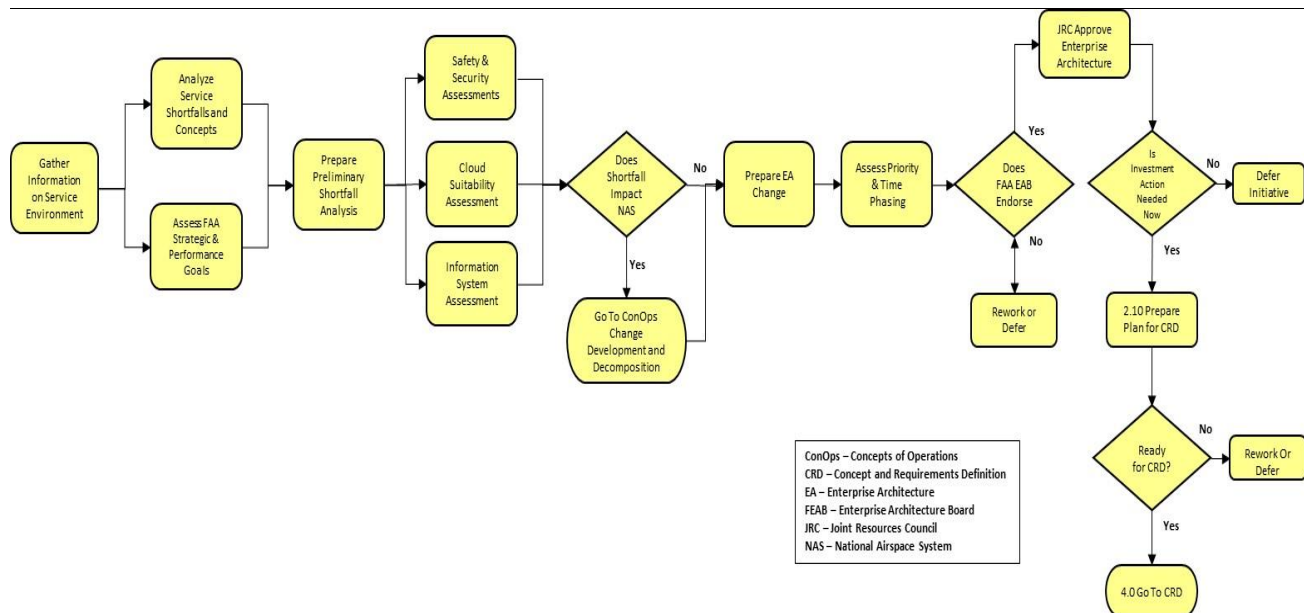 Gather
Information
on Service
Environment
Analyze
Service
Shortfalls and
Concepts
Assess FAA
Strategic &
Performance
Goals
Prepare
Preliminary
Shortfall
Analysis
Safety &
Security
Assessments
Cloud
Suitability
Assessment
Information
System
Assessment
Does
Shortfall
Impact
NAS
No
Yes
Go To ConOps
Change
Development and
Decomposition
Prepare EA
Change
Assess Priority
& Time
Phasing
Does
FAA EAB
Endorse
Yes
No
Rework or
Defer
JRC Approve
Enterprise
Architecture
Is
Investment
Action
Needed
Now
No
Defer
Initiative
Yes
2.10 Prepare
Plan for CRD
Ready
for CRD?
No
Rework Or
Defer
Yes
4.0 Go To CRD
ConOps – Concepts of Operations
CRD – Concept and Requirements Definition
EA – Enterprise Architecture
FEAB – Enterprise Architecture Board
JRC – Joint Resources Council
NAS – National Airspace System